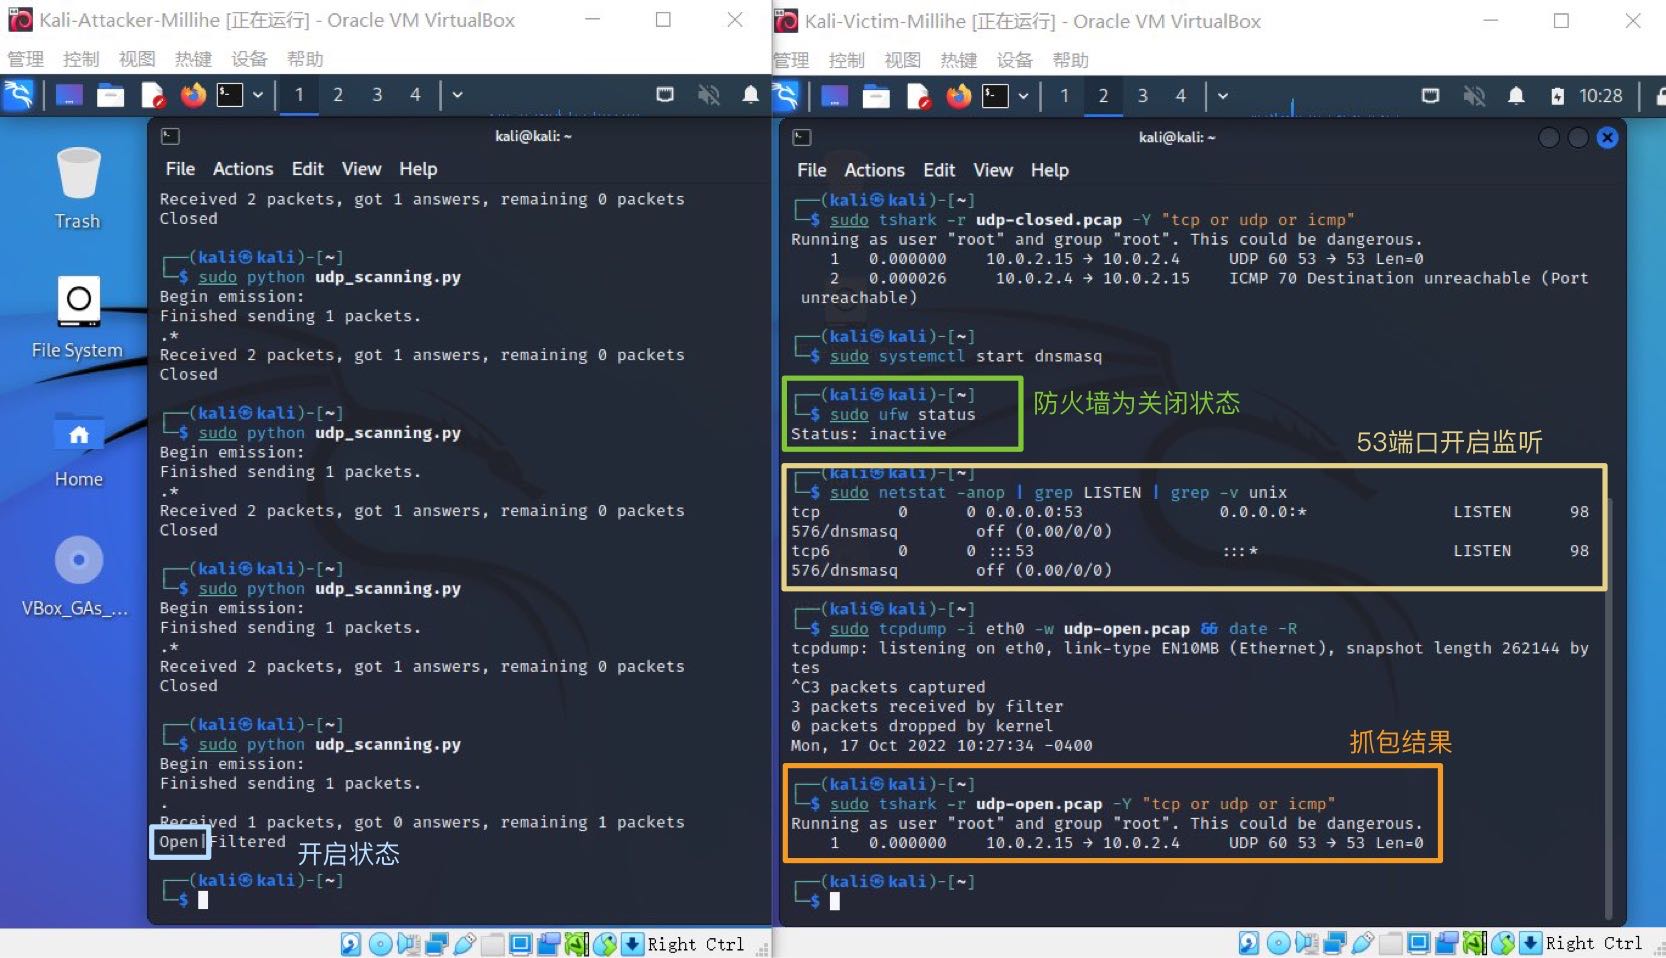 Kali-Attacker-Millihe [正在运行] - Oracle VM VirtualBox
管理 控制 视图 热键 设备 帮助
1 2 3 4
Trash
File System
Home
VBox_GAs_...
kali@kali: ~
File Actions Edit View Help
Received 2 packets, got 1 answers, remaining 0 packets
Closed
┌──(kali㉿kali)-[~]
└─$ sudo python udp_scanning.py
Begin emission:
Finished sending 1 packets.
.*
Received 2 packets, got 1 answers, remaining 0 packets
Closed
┌──(kali㉿kali)-[~]
└─$ sudo python udp_scanning.py
Begin emission:
Finished sending 1 packets.
.*
Received 2 packets, got 1 answers, remaining 0 packets
Closed
┌──(kali㉿kali)-[~]
└─$ sudo python udp_scanning.py
Begin emission:
Finished sending 1 packets.
.*
Received 2 packets, got 1 answers, remaining 0 packets
Closed
┌──(kali㉿kali)-[~]
└─$ sudo python udp_scanning.py
Begin emission:
Finished sending 1 packets.
.
Received 1 packets, got 0 answers, remaining 1 packets
Open|Filtered
开启状态
┌──(kali㉿kali)-[~]
└─$
Right Ctrl
Kali-Victim-Millihe [正在运行] - Oracle VM VirtualBox
管理 控制 视图 热键 设备 帮助
1 2 3 4 10:28
kali@kali: ~
File Actions Edit View Help
┌──(kali㉿kali)-[~]
└─$ sudo tshark -r udp-closed.pcap -Y "tcp or udp or icmp"
Running as user "root" and group "root". This could be dangerous.
1 0.000000 10.0.2.15 → 10.0.2.4 UDP 60 53 → 53 Len=0
2 0.000026 10.0.2.4 → 10.0.2.15 ICMP 70 Destination unreachable (Port
unreachable)
┌──(kali㉿kali)-[~]
└─$ sudo systemctl start dnsmasq
┌──(kali㉿kali)-[~]
└─$ sudo ufw status
Status: inactive
防火墙为关闭状态
53端口开启监听
┌──(kali㉿kali)-[~]
└─$ sudo netstat -anop | grep LISTEN | grep -v unix
tcp 0 0 0.0.0.0:53 0.0.0.0:* LISTEN 98
576/dnsmasq off (0.00/0/0)
tcp6 0 0 :::53 :::* LISTEN 98
576/dnsmasq off (0.00/0/0)
┌──(kali㉿kali)-[~]
└─$ sudo tcpdump -i eth0 -w udp-open.pcap && date -R
tcpdump: listening on eth0, link-type EN10MB (Ethernet), snapshot length 262144 by
tes
^C3 packets captured
3 packets received by filter
0 packets dropped by kernel
Mon, 17 Oct 2022 10:27:34 -0400
抓包结果
┌──(kali㉿kali)-[~]
└─$ sudo tshark -r udp-open.pcap -Y "tcp or udp or icmp"
Running as user "root" and group "root". This could be dangerous.
1 0.000000 10.0.2.15 → 10.0.2.4 UDP 60 53 → 53 Len=0
┌──(kali㉿kali)-[~]
└─$
Right Ctrl